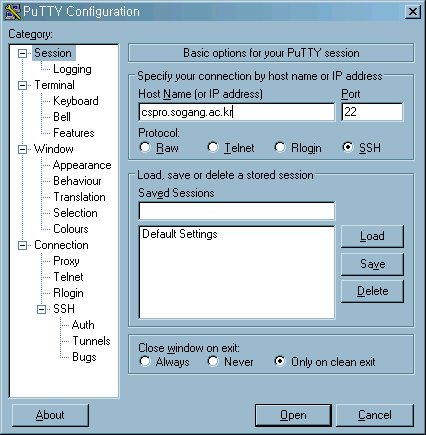 PuTTY Configuration
Category:
Session
Logging
Terminal
Keyboard
Bell
Features
Window
Appearance
Behaviour
Translation
Selection
Colours
Connection
Proxy
Telnet
Rlogin
SSH
Auth
Tunnels
Bugs
Basic options for your PuTTY session
Specify your connection by host name or IP address
Host Name (or IP address) Port
cspro.sogang.ac.kr 22
Protocol:
Raw Telnet Rlogin SSH
Load, save or delete a stored session
Saved Sessions
Default Settings
Load
Save
Delete
Close window on exit:
Always Never Only on clean exit
About Open Cancel